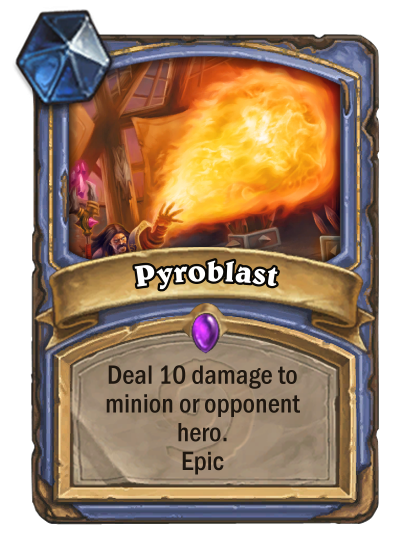 Pyroblast
Deal 10 damage to
minion or opponent
hero.
Epic